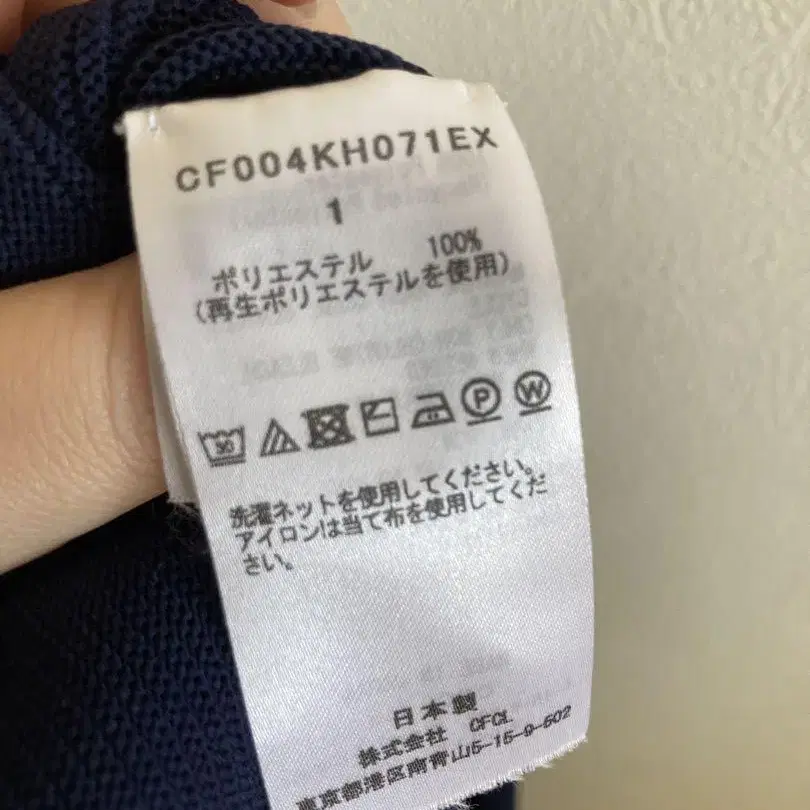 CF004KH071EX
1
ポリエステル 100%
(再生ポリエステルを使用)
30
P
W
洗濯ネットを使用してください。
アイロンは当て布を使用してくだ
さい。
日本製
株式会社 CFCL
東京都港区南青山5-15-9-602